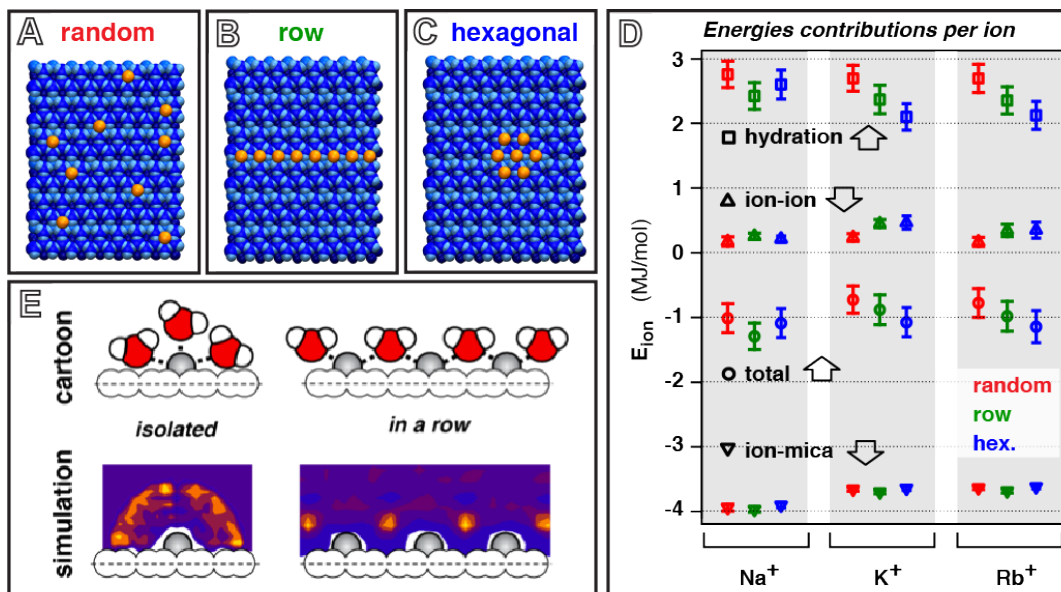 A random
B row
C hexagonal
D Energies contributions per ion
3
2
1
0
-1
-2
-3
-4
E_Ion (MJ/mol)
hydration
ion-ion
total
ion-mica
random
row
hex.
Na+
K+
Rb+
E
cartoon
isolated
in a row
simulation